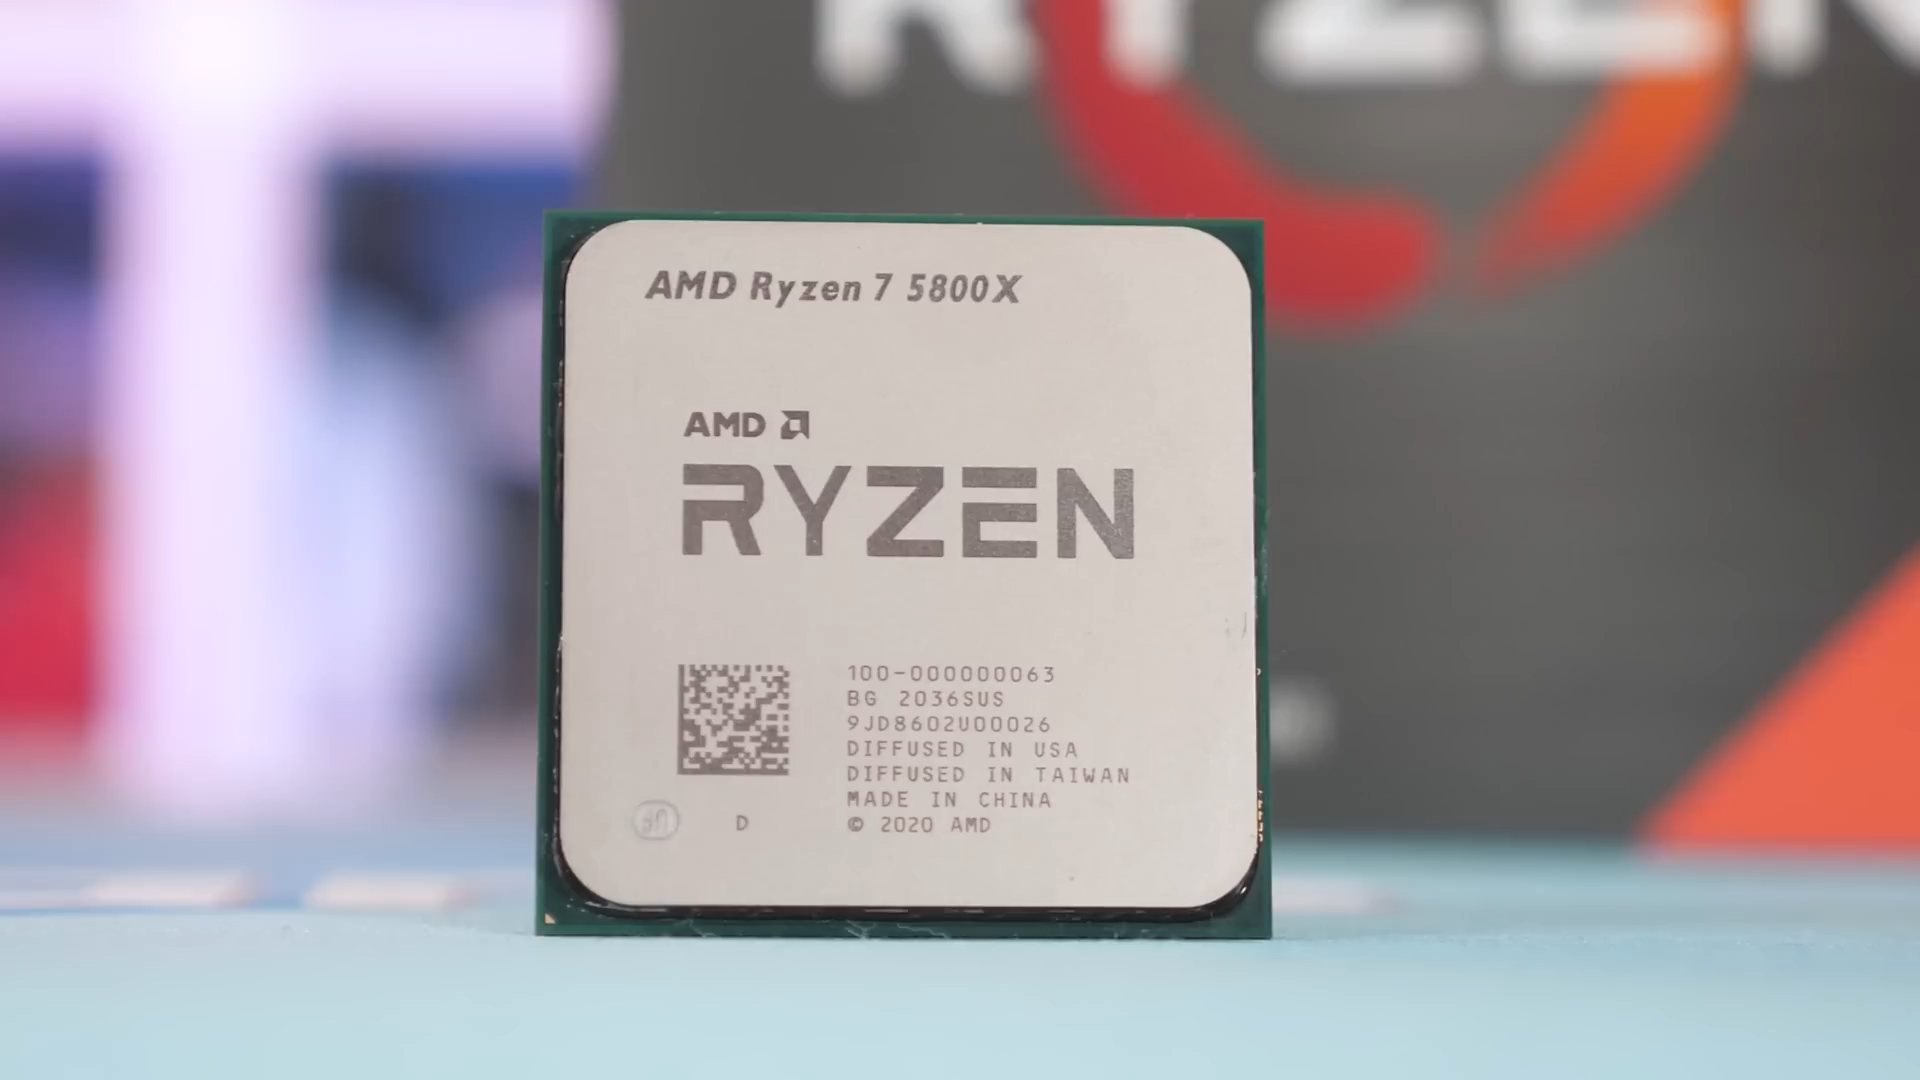 RYZEN
AMD Ryzen 7 5800X
AMD
RYZEN
100-000000063
BG 2036SUS
9JD8602U00026
DIFFUSED IN USA
DIFFUSED IN TAIWAN
MADE IN CHINA
D
© 2020 AMD